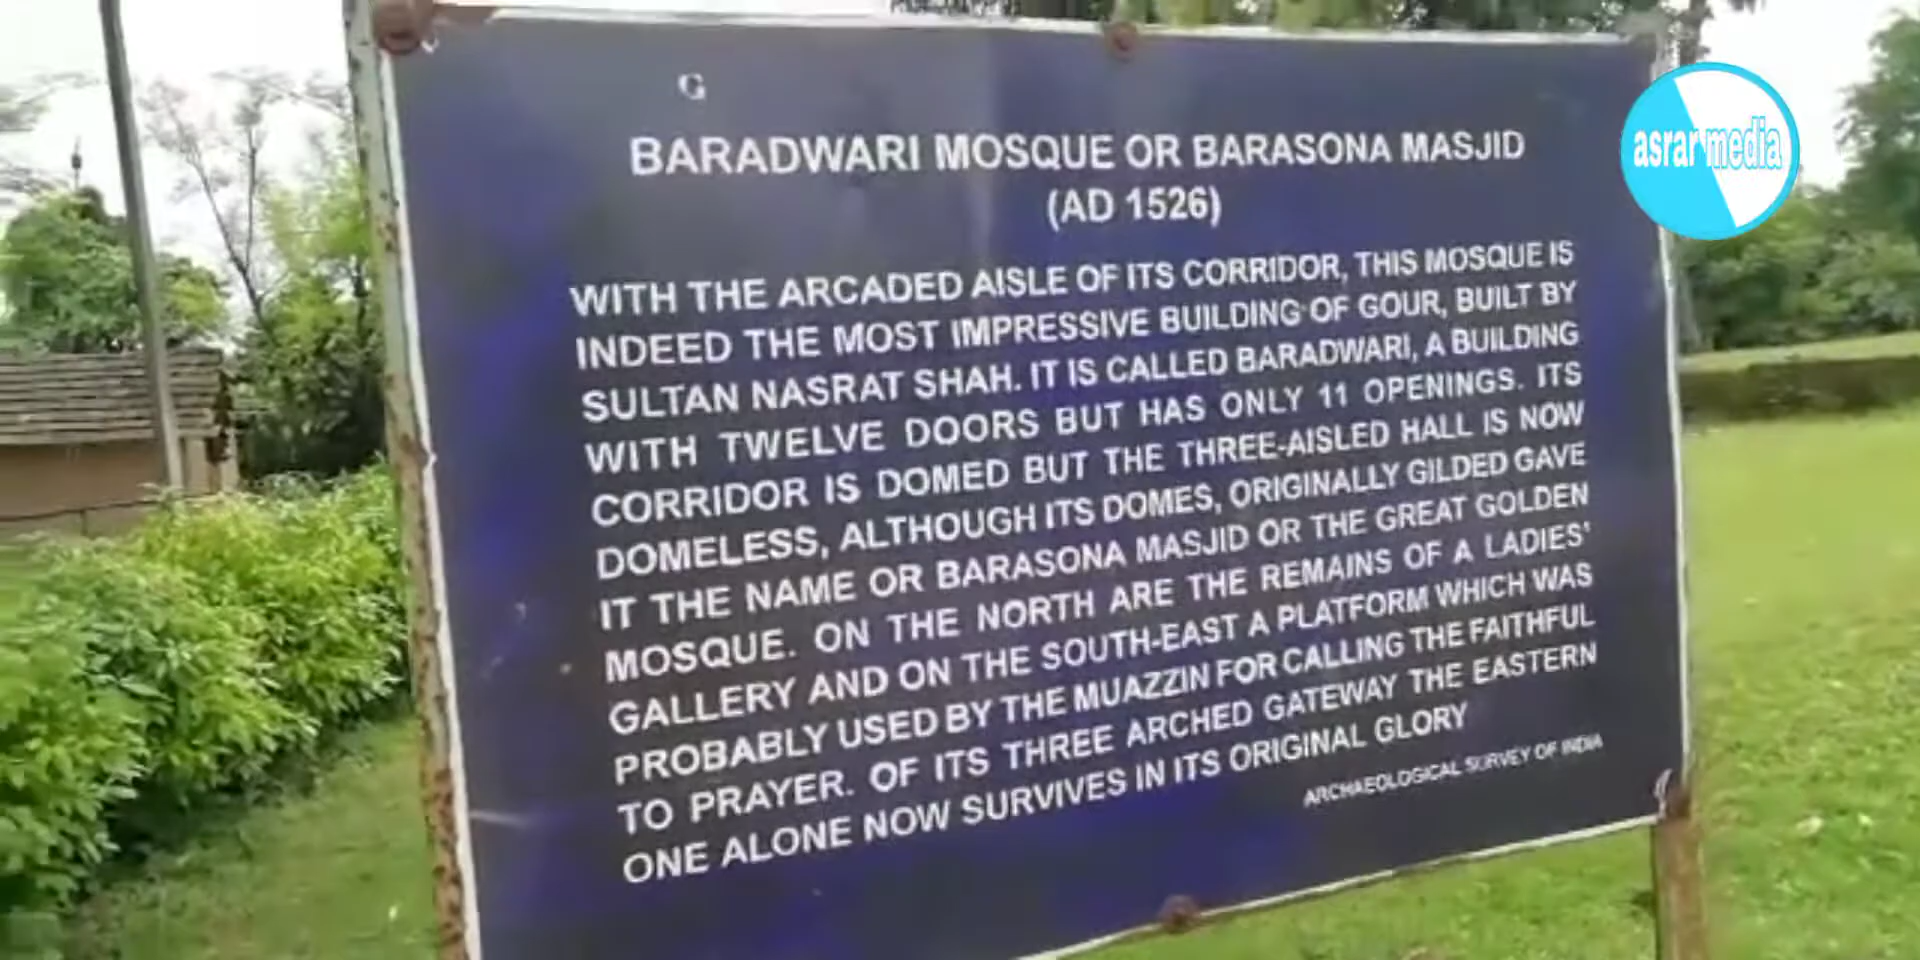 G
BARADWARI MOSQUE OR BARASONA MASJID
(AD 1526)
WITH THE ARCADED AISLE OF ITS CORRIDOR, THIS MOSQUE IS
INDEED THE MOST IMPRESSIVE BUILDING OF GOUR, BUILT BY
SULTAN NASRAT SHAH. IT IS CALLED BARADWARI, A BUILDING
WITH TWELVE DOORS BUT HAS ONLY 11 OPENINGS. ITS
CORRIDOR IS DOMED BUT THE THREE-AISLED HALL IS NOW
DOMELESS, ALTHOUGH ITS DOMES, ORIGINALLY GILDED GAVE
IT THE NAME OR BARASONA MASJID OR THE GREAT GOLDEN
MOSQUE. ON THE NORTH ARE THE REMAINS OF A LADIES'
GALLERY AND ON THE SOUTH-EAST A PLATFORM WHICH WAS
PROBABLY USED BY THE MUAZZIN FOR CALLING THE FAITHFUL
TO PRAYER. OF ITS THREE ARCHED GATEWAY THE EASTERN
ONE ALONE NOW SURVIVES IN ITS ORIGINAL GLORY
ARCHAEOLOGICAL SURVEY OF INDIA
asrar media